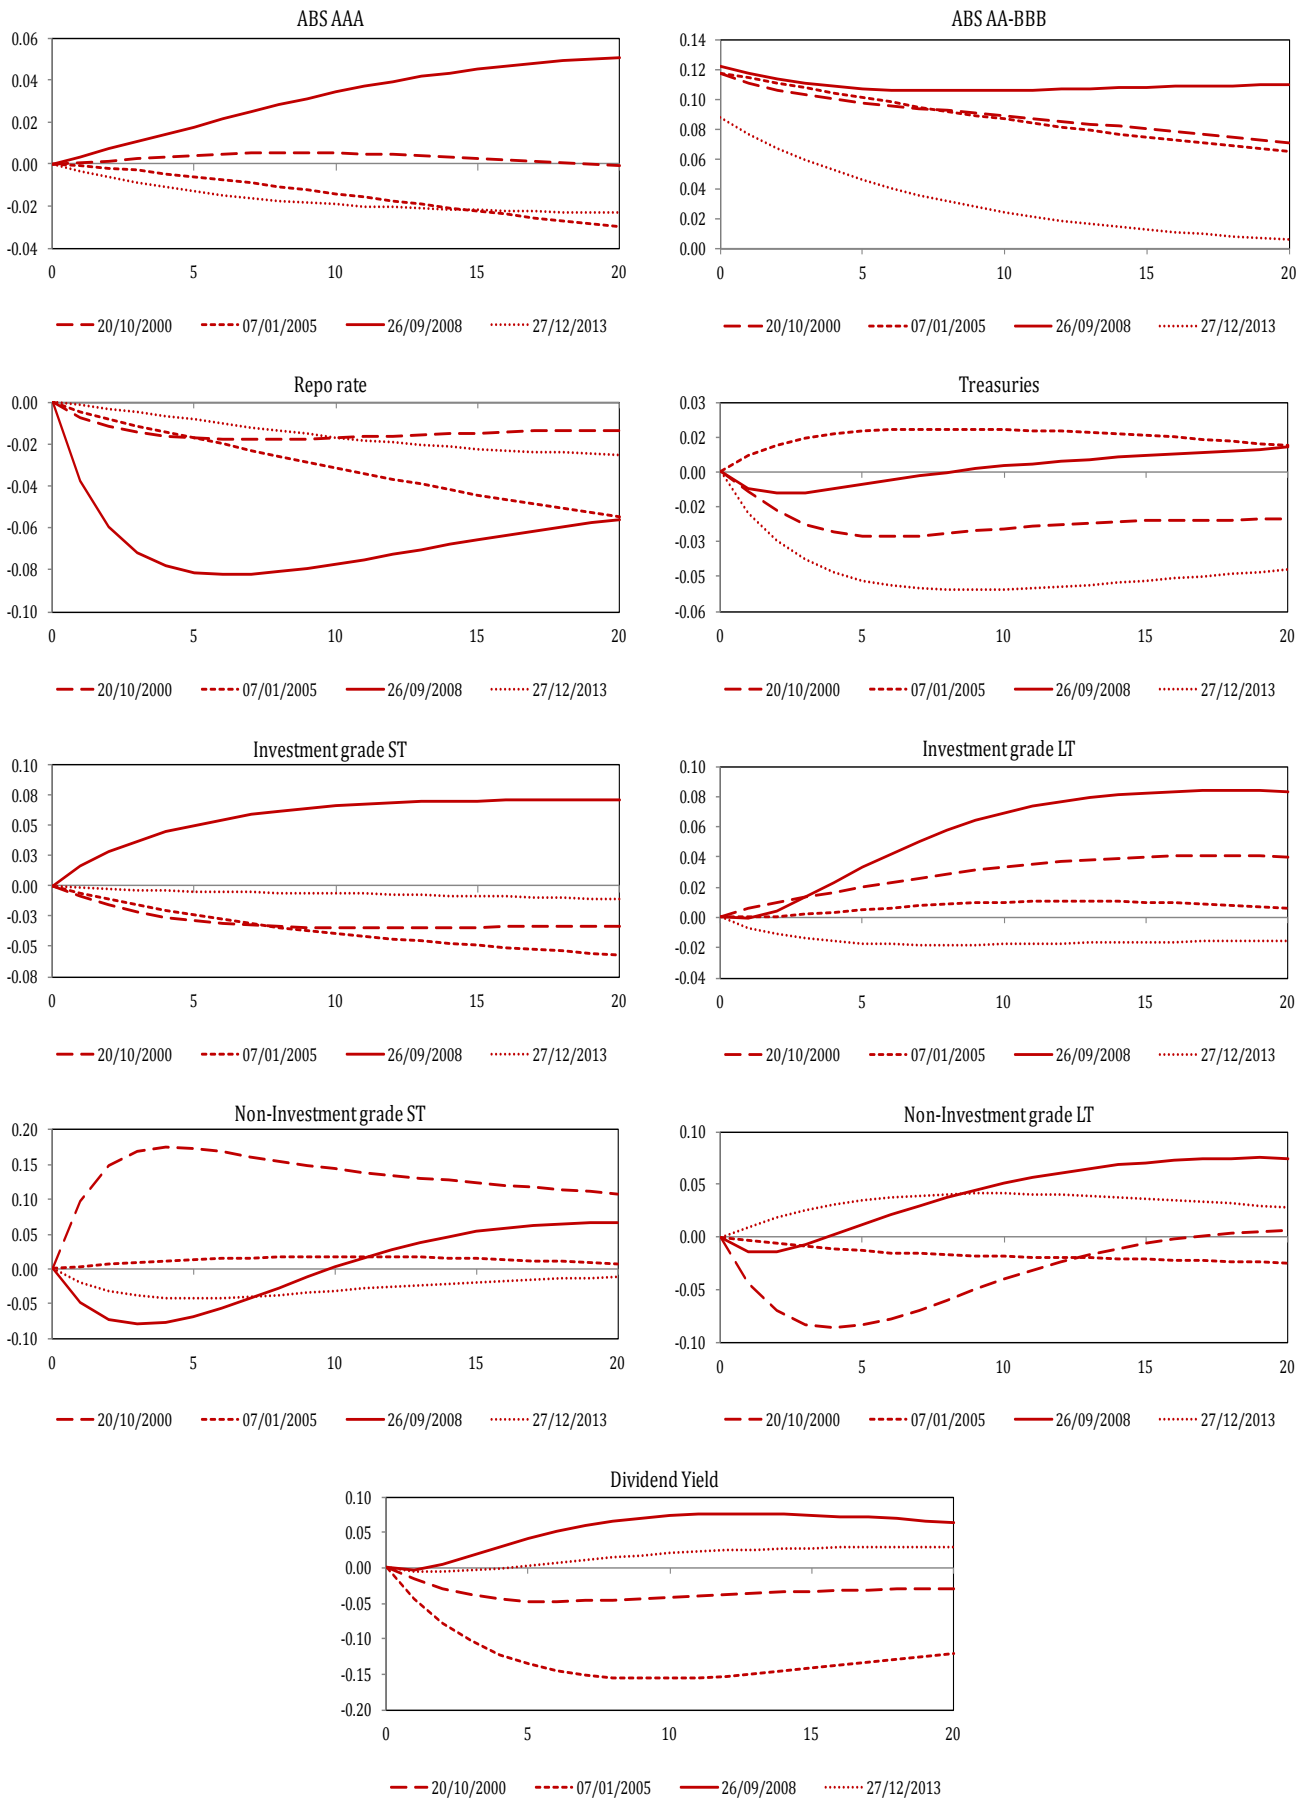 ABS AAA
0.06
0.04
0.02
0.00
-0.02
-0.04
0 5 10 15 20
20/10/2000 07/01/2005 26/09/2008 27/12/2013
ABS AA-BBB
0.14
0.12
0.10
0.08
0.06
0.04
0.02
0.00
0 5 10 15 20
20/10/2000 07/01/2005 26/09/2008 27/12/2013
Repo rate
0.00
-0.02
-0.04
-0.06
-0.08
-0.10
0 5 10 15 20
20/10/2000 07/01/2005 26/09/2008 27/12/2013
Treasuries
0.03
0.02
0.00
-0.02
-0.03
-0.05
-0.06
0 5 10 15 20
20/10/2000 07/01/2005 26/09/2008 27/12/2013
Investment grade ST
0.10
0.08
0.05
0.03
0.00
-0.03
-0.05
-0.08
0 5 10 15 20
20/10/2000 07/01/2005 26/09/2008 27/12/2013
Investment grade LT
0.10
0.08
0.06
0.04
0.02
0.00
-0.02
-0.04
0 5 10 15 20
20/10/2000 07/01/2005 26/09/2008 27/12/2013
Non-Investment grade ST
0.20
0.15
0.10
0.05
0.00
-0.05
-0.10
0 5 10 15 20
20/10/2000 07/01/2005 26/09/2008 27/12/2013
Non-Investment grade LT
0.10
0.05
0.00
-0.05
-0.10
0 5 10 15 20
20/10/2000 07/01/2005 26/09/2008 27/12/2013
Dividend Yield
0.10
0.05
0.00
-0.05
-0.10
-0.15
-0.20
0 5 10 15 20
20/10/2000 07/01/2005 26/09/2008 27/12/2013